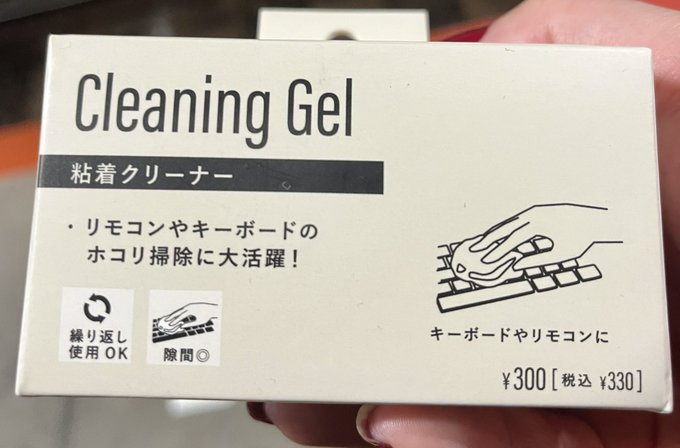 Cleaning Gel
粘着クリーナー
・リモコンやキーボードの
ホコリ掃除に大活躍！
繰り返し
使用OK
隙間◎
キーボードやリモコンに
¥300［税込 ¥330］